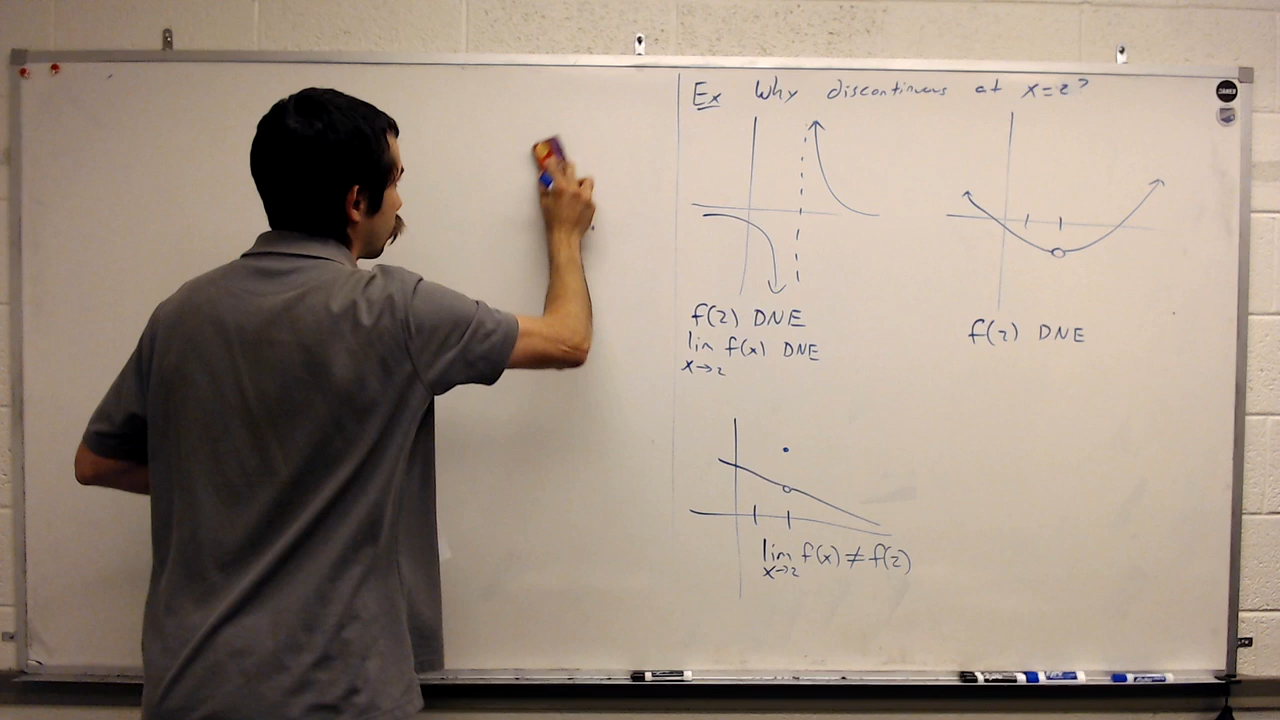 Ex Why discontinuous at x=2?
f(2) DNE
lim f(x) DNE
x→2
f(2) DNE
lim f(x) ≠ f(2)
x→2